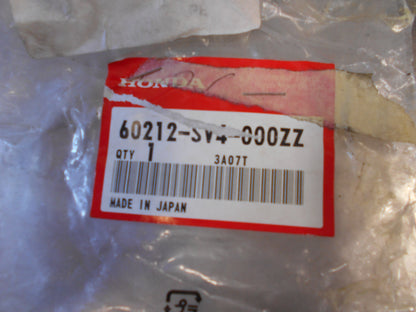 HONDA
60212-SV4-000ZZ
QTY 1 3A07T
MADE IN JAPAN